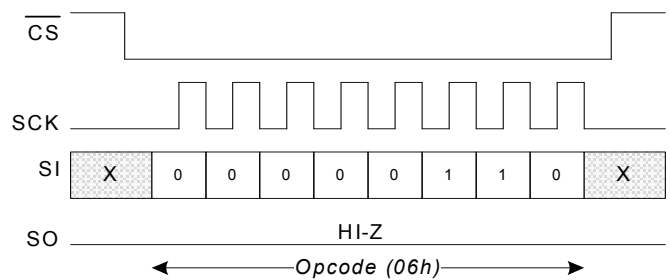 CS
SCK
SI X 0 0 0 0 0 1 1 0 X
SO HI-Z
Opcode (06h)